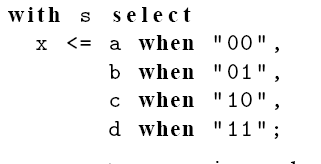 with s select
x <= a when "00",
b when "01",
c when "10",
d when "11";